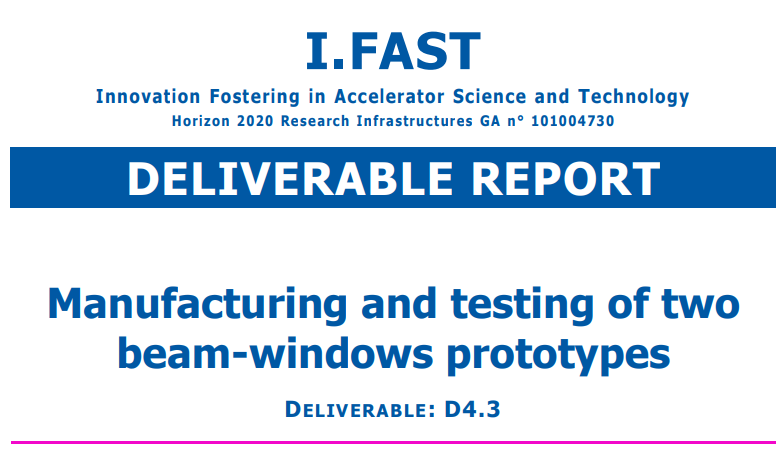 I.FAST
Innovation Fostering in Accelerator Science and Technology
Horizon 2020 Research Infrastructures GA n° 101004730
DELIVERABLE REPORT
Manufacturing and testing of two
beam-windows prototypes
DELIVERABLE: D4.3